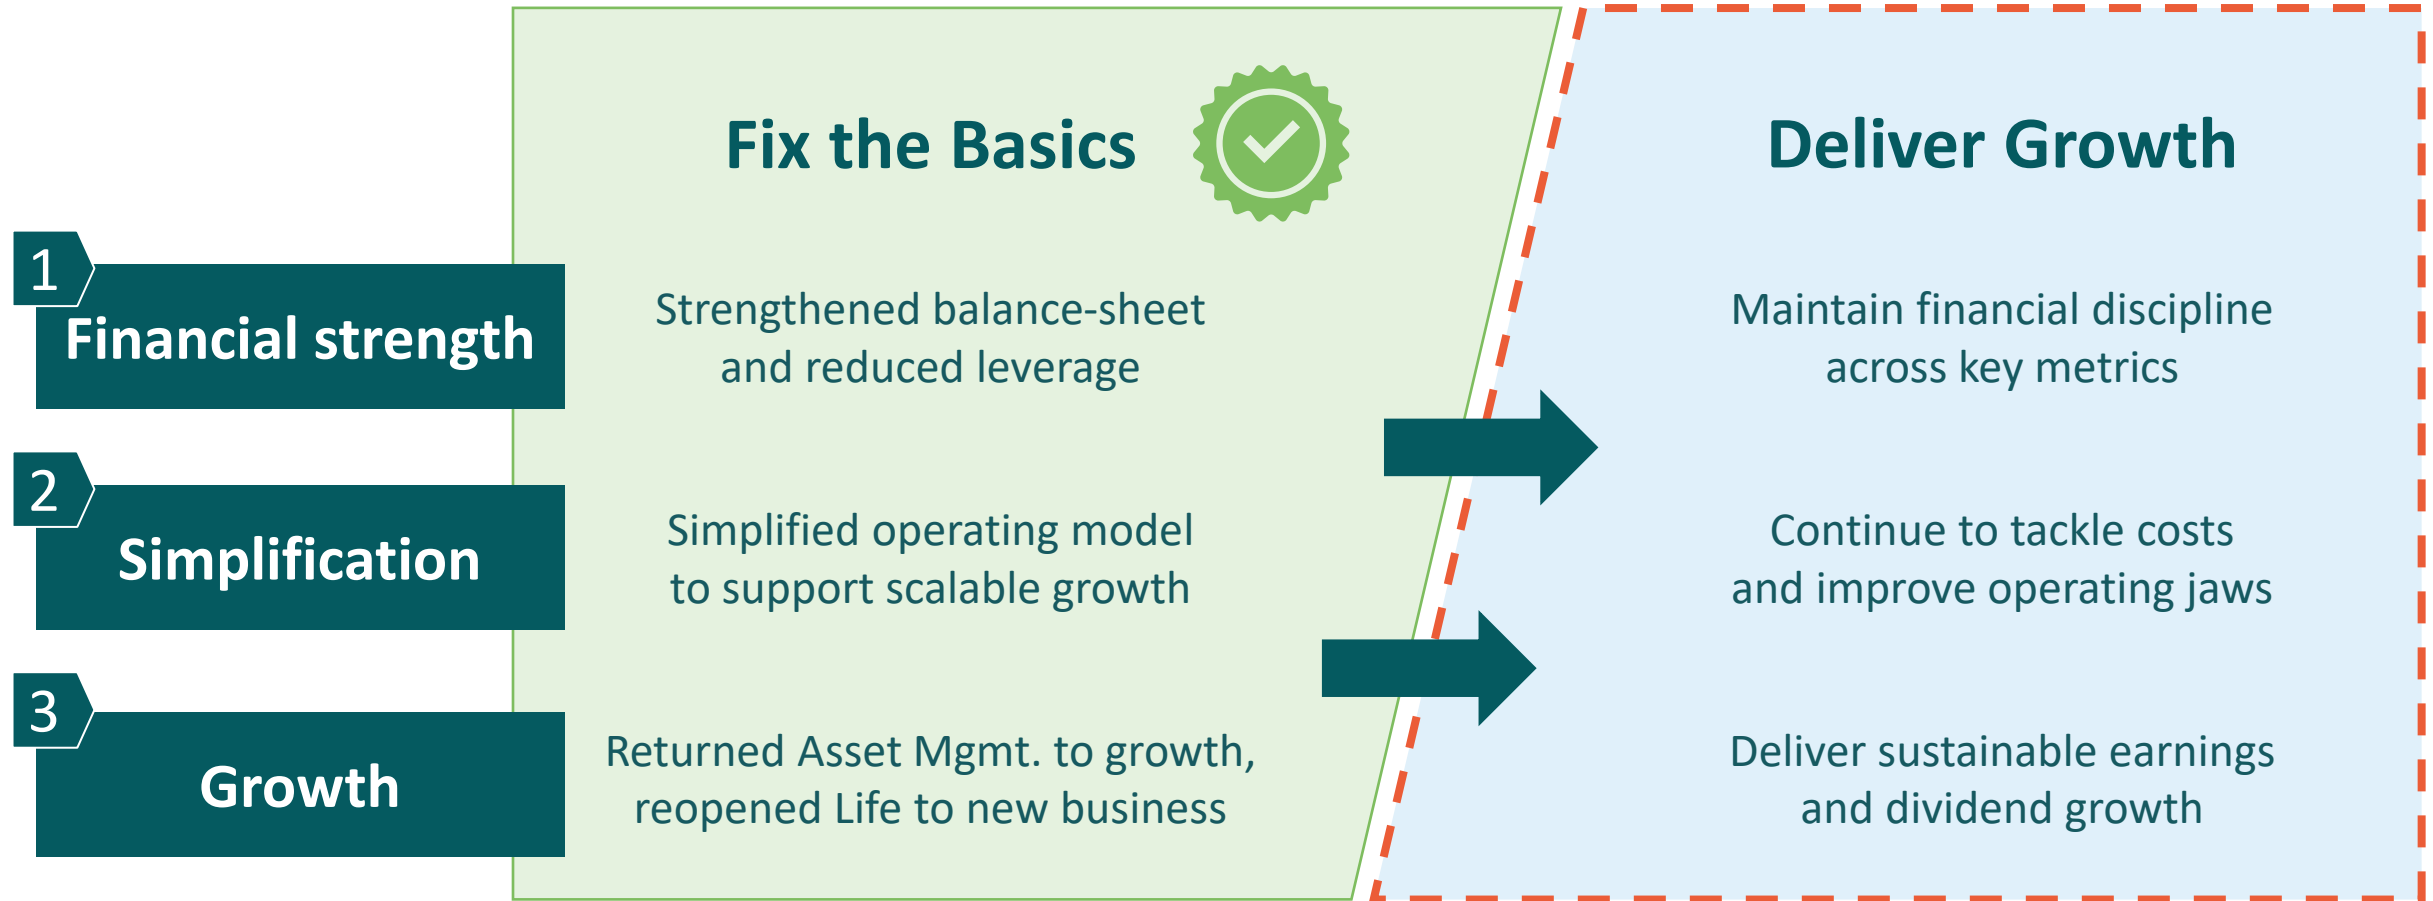 Fix the Basics
Deliver Growth
1
Financial strength
Strengthened balance-sheet
and reduced leverage
Maintain financial discipline
across key metrics
2
Simplification
Simplified operating model
to support scalable growth
Continue to tackle costs
and improve operating jaws
3
Growth
Returned Asset Mgmt. to growth,
reopened Life to new business
Deliver sustainable earnings
and dividend growth